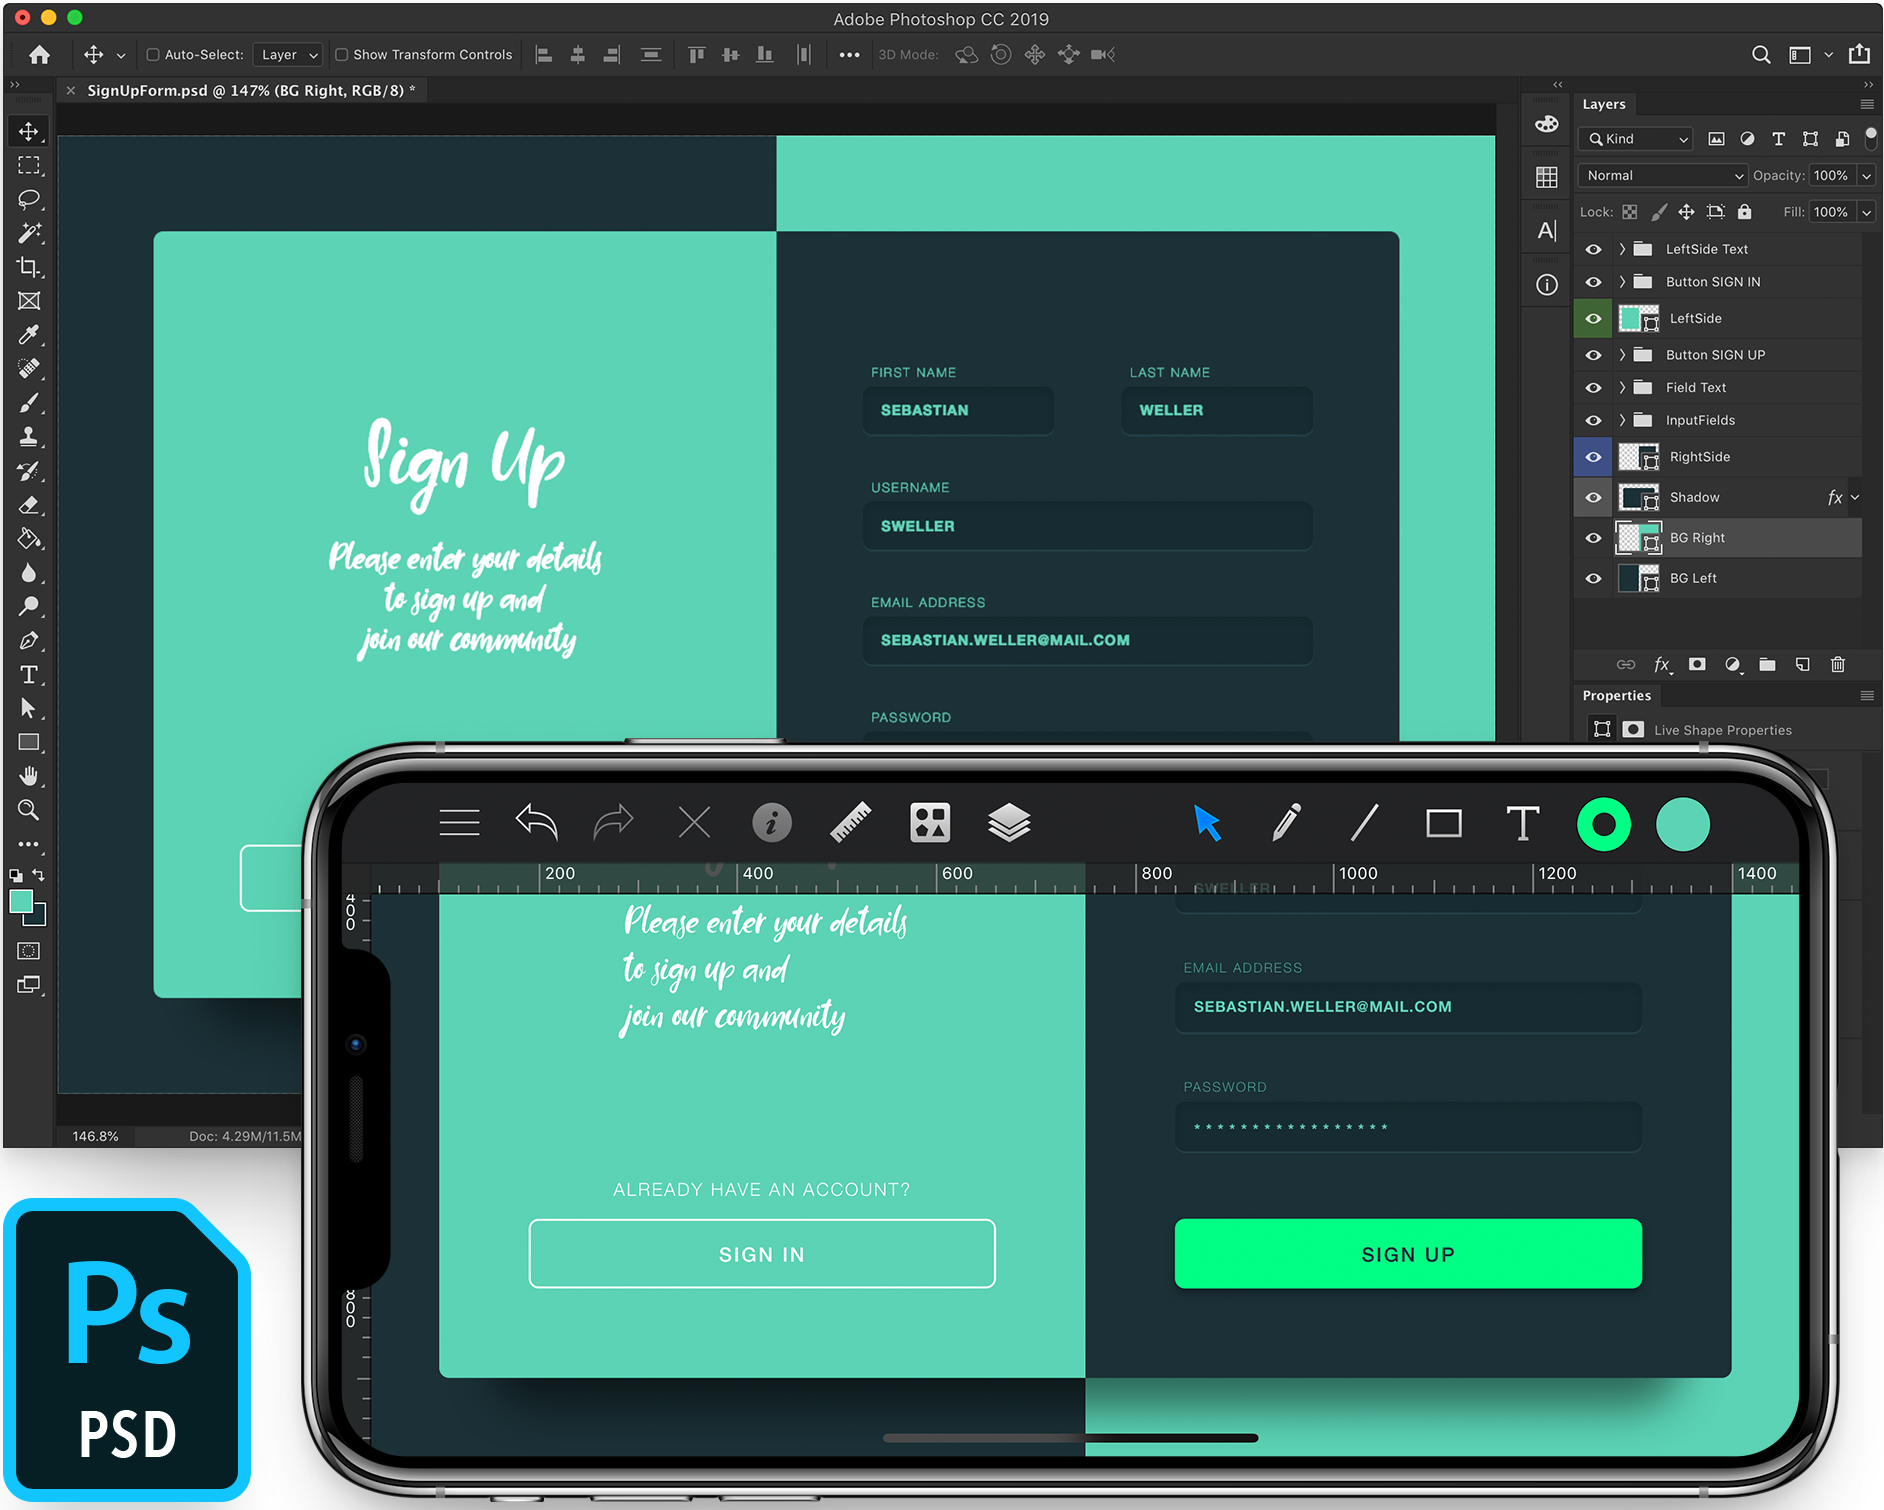 Adobe Photoshop CC 2019
Auto-Select: Layer Show Transform Controls 3D Mode:
SignUpForm.psd @ 147% (BG Right, RGB/8) *
Sign Up
Please enter your details
to sign up and
join our community
FIRST NAME
SEBASTIAN
LAST NAME
WELLER
USERNAME
SWELLER
EMAIL ADDRESS
SEBASTIAN.WELLER@MAIL.COM
PASSWORD
146.8% Doc: 4.29M/11.5M
Layers
Kind
Normal Opacity: 100%
Lock: Fill: 100%
LeftSide Text
Button SIGN IN
LeftSide
Button SIGN UP
Field Text
InputFields
RightSide
Shadow fx
BG Right
BG Left
fx
Properties
Live Shape Properties
200 400 600 800 1000 1200 1400
400
800
SWELLER
Please enter your details
to sign up and
join our community
EMAIL ADDRESS
SEBASTIAN.WELLER@MAIL.COM
PASSWORD
*****************
ALREADY HAVE AN ACCOUNT?
SIGN IN
SIGN UP
Ps
PSD